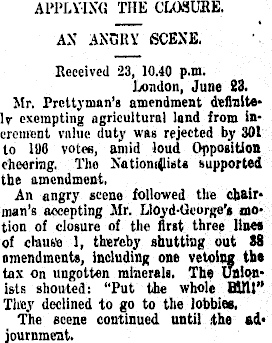 APPLYING THE CLOSURE.
AN ANGRY SCENE.
Received 23, 10.40 p.m.
London, June 23.
Mr. Prettyman's amendment definite-
ly exempting agricultural land from in-
crement value duty was rejected by 301
to 196 votes, amid loud Opposition
cheering. The Nationalists supported
the amendment.
An angry scene followed the chair-
man's accepting Mr. Lloyd-George's mo-
tion of closure of the first three lines
of clause 1, thereby shutting out 38
amendments, including one vetoing the
tax on ungotten minerals. The Union-
ists shouted: "Put the whole Bill!"
They declined to go to the lobbies.
The scene continued until the ad-
journment.